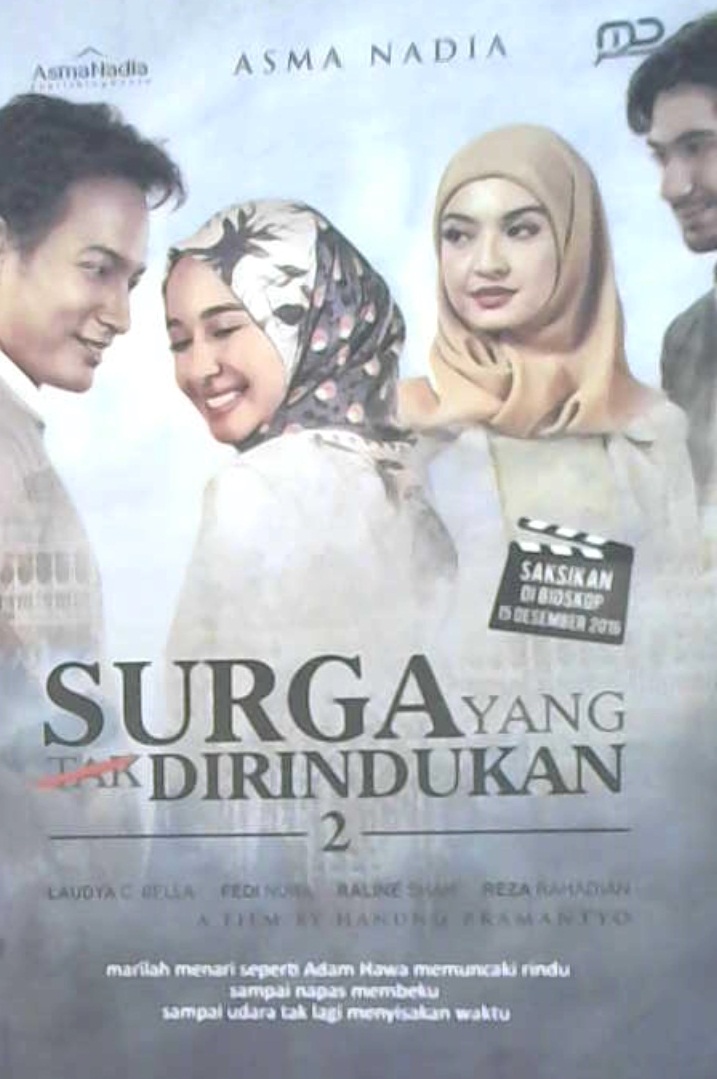 AsmaNadia
ASMA NADIA
md
SAKSIKAN
DI BIOSKOP
15 DESEMBER 2016
SURGA YANG
TAK DIRINDUKAN
2
LAUDYA C. BELLA FEDI NURIL RALINE SHAH REZA RAHADIAN
A FILM BY HANUNG BRAMANTYO
marilah menari seperti Adam Hawa memuncaki rindu
sampai napas membeku
sampai udara tak lagi menyisakan waktu